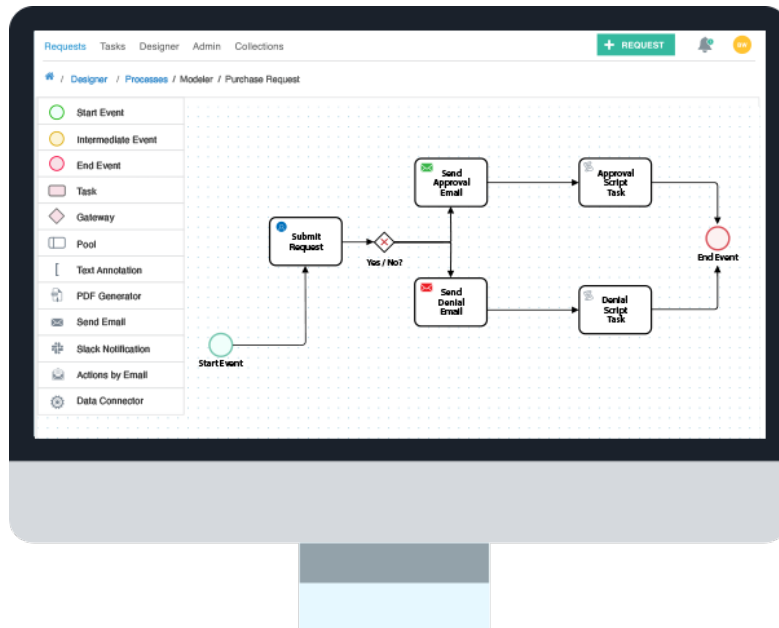 Requests Tasks Designer Admin Collections
+ REQUEST
/ Designer / Processes / Modeler / Purchase Request
Start Event
Intermediate Event
End Event
Task
Gateway
Pool
Text Annotation
PDF Generator
Send Email
Slack Notification
Actions by Email
Data Connector
Send
Approval
Email
Approval
Script
Task
Submit
Request
Yes / No?
End Event
Send
Denial
Email
Denial
Script
Task
Start Event